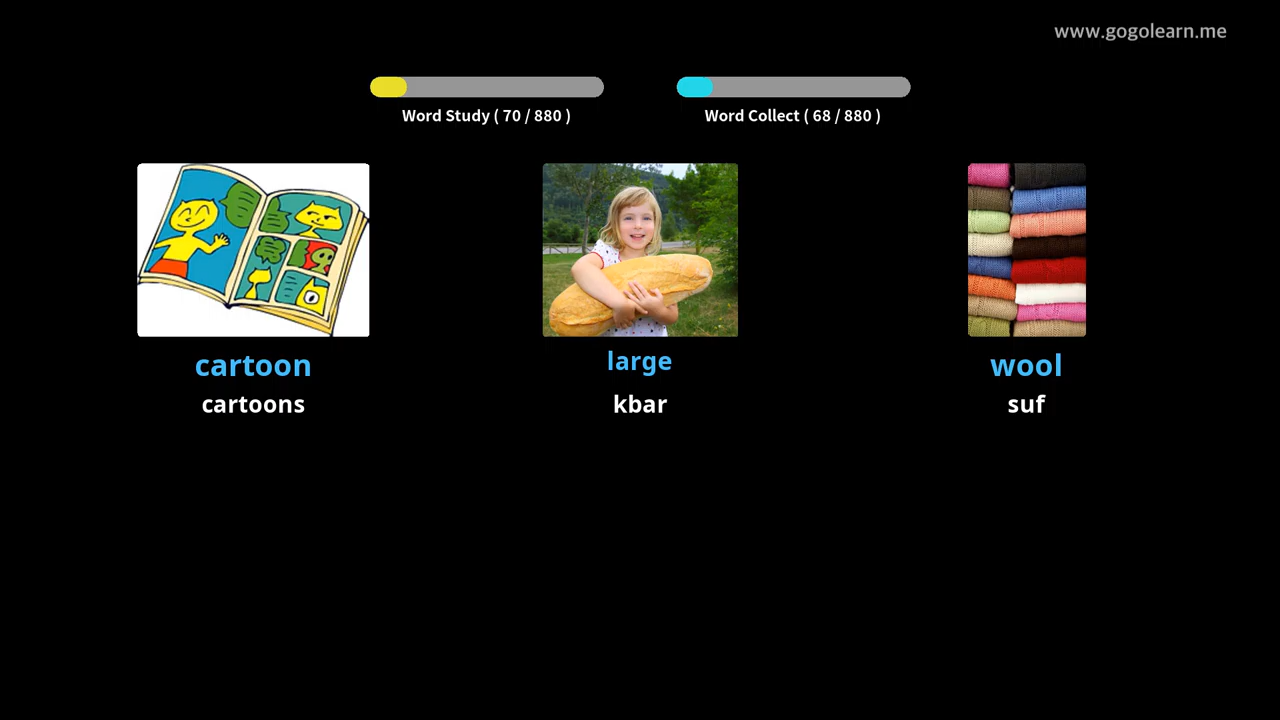 www.gogolearn.me
Word Study ( 70 / 880 )
Word Collect ( 68 / 880 )
cartoon
cartoons
large
kbar
wool
suf